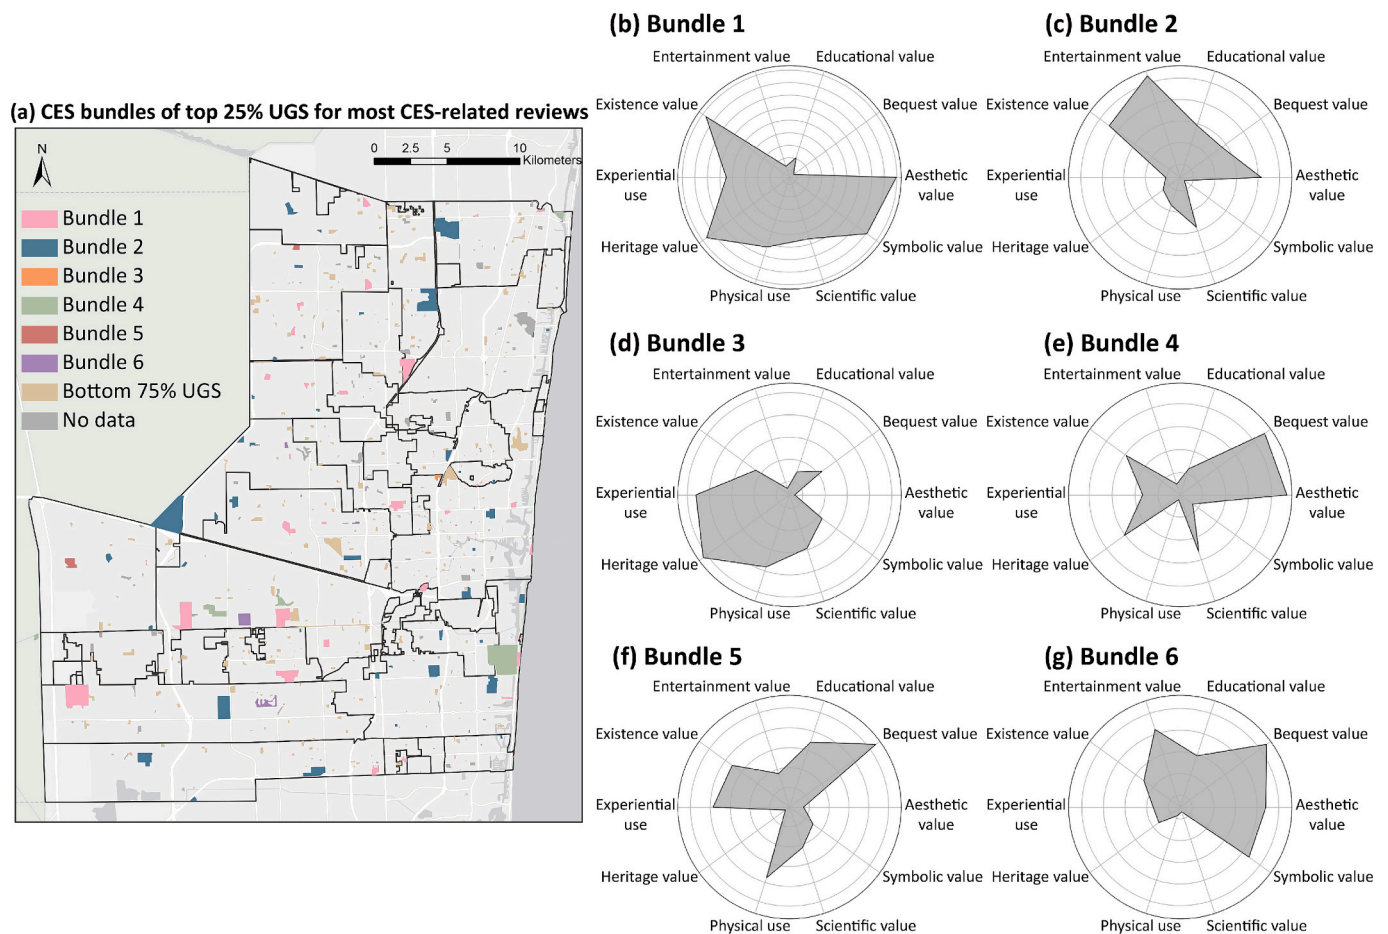 (a) CES bundles of top 25% UGS for most CES-related reviews
N
0 2.5 5 10
Kilometers
Bundle 1
Bundle 2
Bundle 3
Bundle 4
Bundle 5
Bundle 6
Bottom 75% UGS
No data
(b) Bundle 1
Entertainment value
Educational value
Existence value
Bequest value
Experiential
use
Aesthetic
value
Heritage value
Symbolic value
Physical use
Scientific value
(c) Bundle 2
Entertainment value
Educational value
Existence value
Bequest value
Experiential
use
Aesthetic
value
Heritage value
Symbolic value
Physical use
Scientific value
(d) Bundle 3
Entertainment value
Educational value
Existence value
Bequest value
Experiential
use
Aesthetic
value
Heritage value
Symbolic value
Physical use
Scientific value
(e) Bundle 4
Entertainment value
Educational value
Existence value
Bequest value
Experiential
use
Aesthetic
value
Heritage value
Symbolic value
Physical use
Scientific value
(f) Bundle 5
Entertainment value
Educational value
Existence value
Bequest value
Experiential
use
Aesthetic
value
Heritage value
Symbolic value
Physical use
Scientific value
(g) Bundle 6
Entertainment value
Educational value
Existence value
Bequest value
Experiential
use
Aesthetic
value
Heritage value
Symbolic value
Physical use
Scientific value